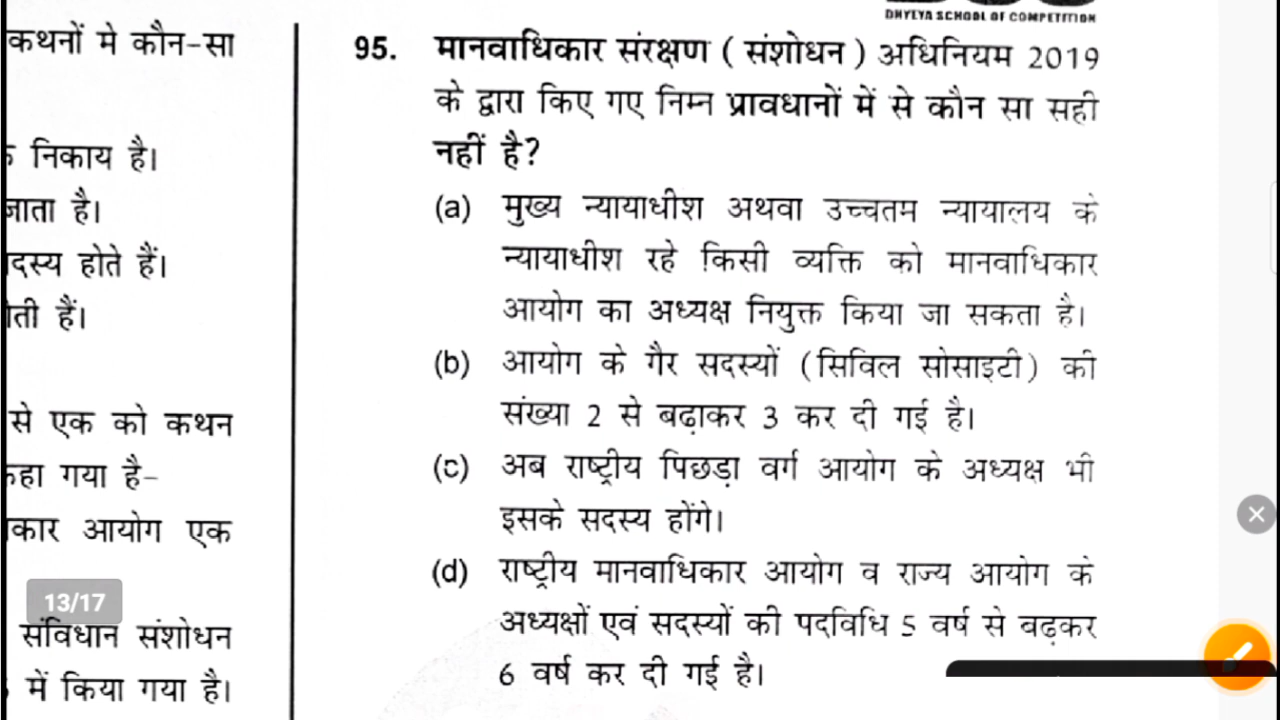 कथनों मे कौन-सा
निकाय है।
जाता है।
दस्य होते हैं।
से एक को कथन
कहा गया है-
कार आयोग एक
13/17
संविधान संशोधन
में किया गया है।
DHYEYA SCHOOL OF COMPETITION
95. मानवाधिकार संरक्षण ( संशोधन ) अधिनियम 2019
के द्वारा किए गए निम्न प्रावधानों में से कौन सा सही
नहीं है?
(a) मुख्य न्यायाधीश अथवा उच्चतम न्यायालय के
न्यायाधीश रहे किसी व्यक्ति को मानवाधिकार
आयोग का अध्यक्ष नियुक्त किया जा सकता है।
(b) आयोग के गैर सदस्यों (सिविल सोसाइटी) की
संख्या 2 से बढ़ाकर 3 कर दी गई है।
(c) अब राष्ट्रीय पिछड़ा वर्ग आयोग के अध्यक्ष भी
इसके सदस्य होंगे।
(d) राष्ट्रीय मानवाधिकार आयोग व राज्य आयोग के
अध्यक्षों एवं सदस्यों की पदविधि 5 वर्ष से बढ़कर
6 वर्ष कर दी गई है।